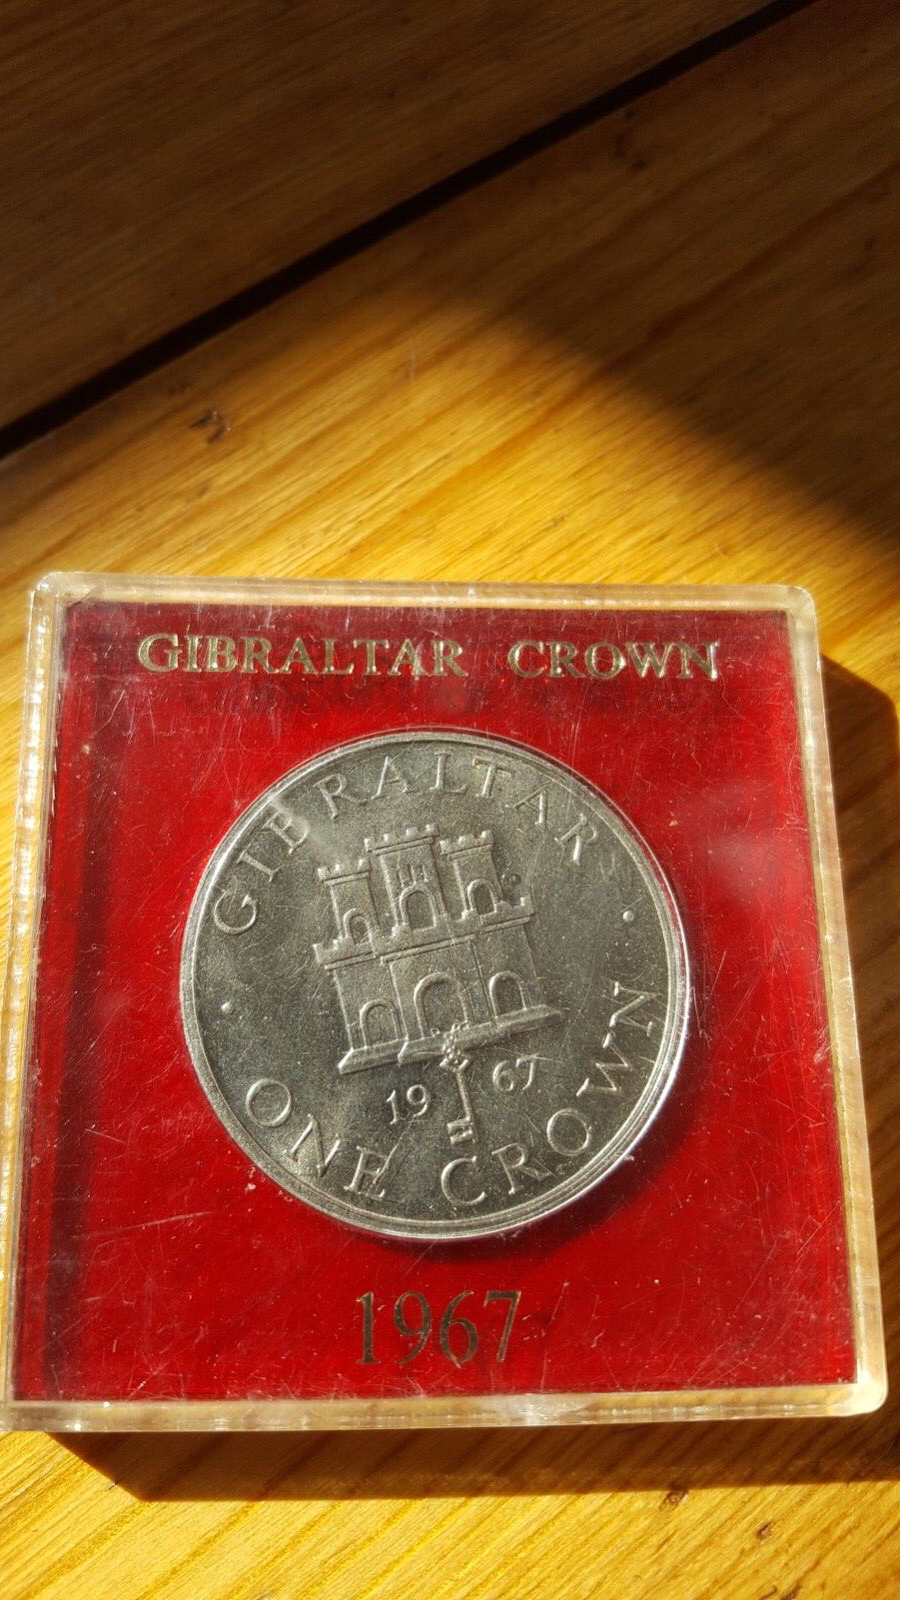 GIBRALTAR CROWN
GIBRALTAR
19 67
ONE CROWN
1967